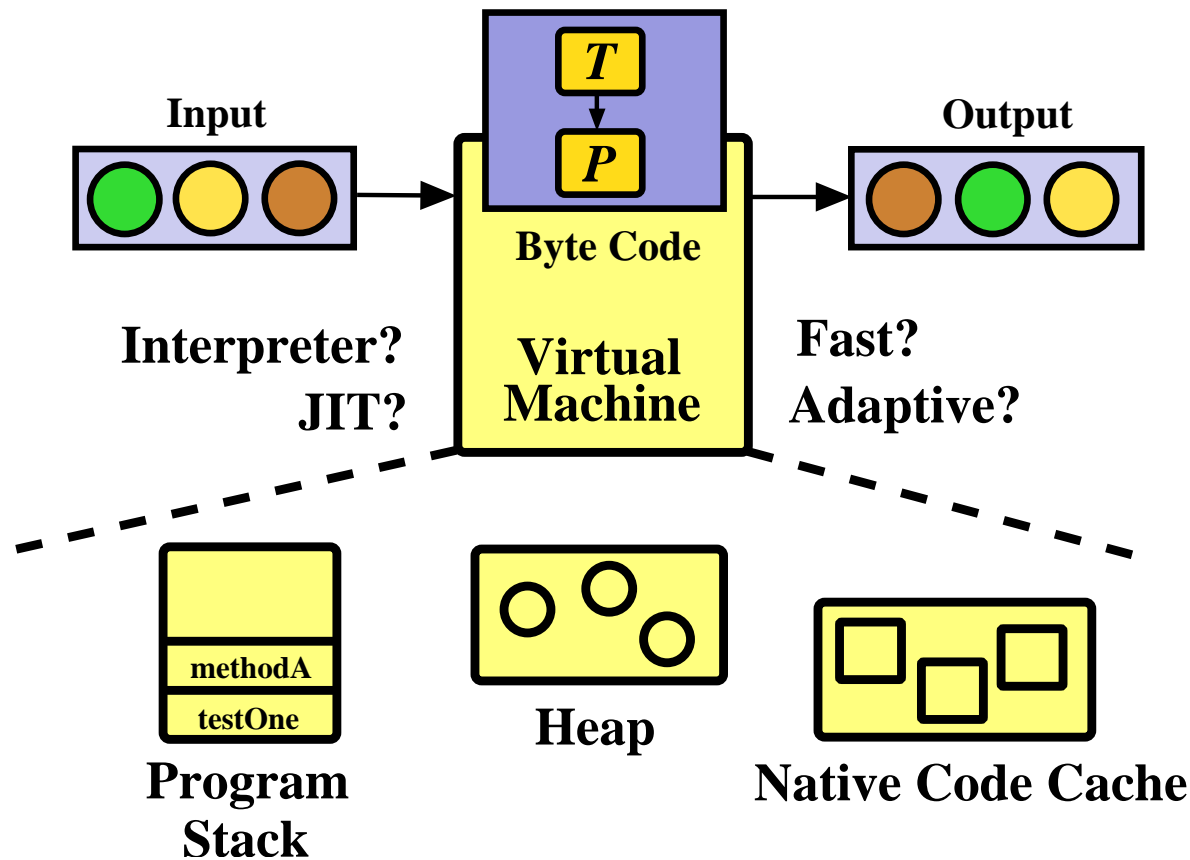 T
Input
Output
P
Byte Code
Interpreter?
JIT?
Virtual
Machine
Fast?
Adaptive?
methodA
testOne
Program
Stack
Heap
Native Code Cache